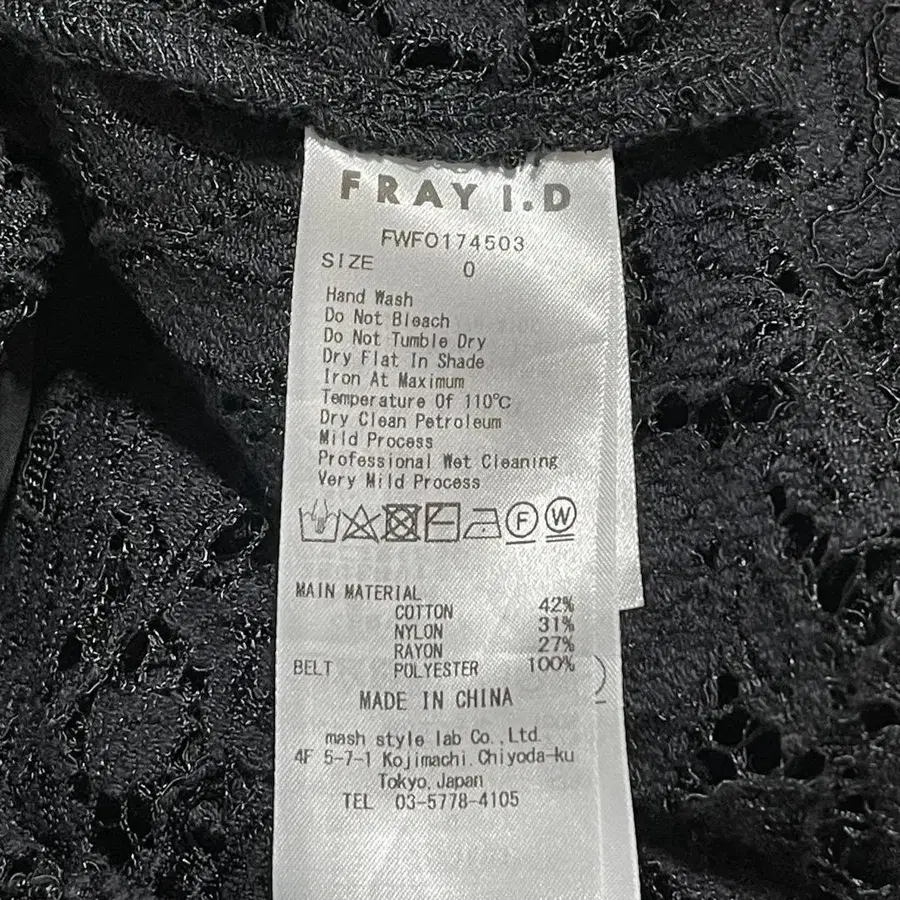 FRAY I.D
FWFO174503
SIZE 0
Hand Wash
Do Not Bleach
Do Not Tumble Dry
Dry Flat In Shade
Iron At Maximum
Temperature Of 110℃
Dry Clean Petroleum
Mild Process
Professional Wet Cleaning
Very Mild Process
F W
MAIN MATERIAL
COTTON 42%
NYLON 31%
RAYON 27%
BELT POLYESTER 100%
MADE IN CHINA
mash style lab Co.,Ltd.
4F 5-7-1 Kojimachi.Chiyoda-ku
Tokyo.Japan
TEL 03-5778-4105